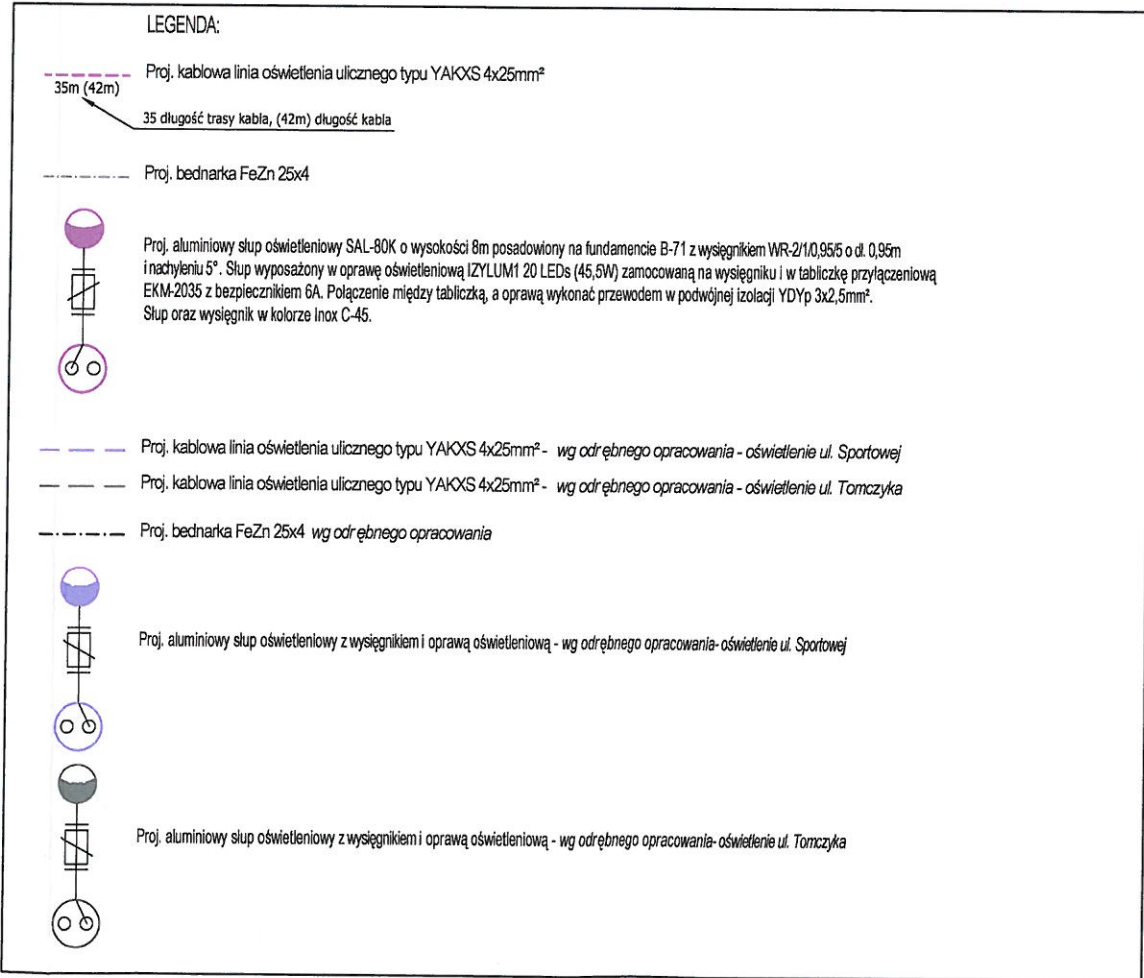 LEGENDA:
Proj. kablowa linia oświetlenia ulicznego typu YAKXS 4x25mm²
35m (42m)
35 długość trasy kabla, (42m) długość kabla
Proj. bednarka FeZn 25x4
Proj. aluminiowy słup oświetleniowy SAL-80K o wysokości 8m posadowiony na fundamencie B-71 z wysięgnikiem WR-2/1/0,95/5 o dł. 0,95m
i nachyleniu 5°. Słup wyposażony w oprawę oświetleniową IZYLUM1 20 LEDs (45,5W) zamocowaną na wysięgniku i w tabliczkę przyłączeniową
EKM-2035 z bezpiecznikiem 6A. Połączenie między tabliczką, a oprawą wykonać przewodem w podwójnej izolacji YDYp 3x2,5mm².
Słup oraz wysięgnik w kolorze Inox C-45.
Proj. kablowa linia oświetlenia ulicznego typu YAKXS 4x25mm² - wg odrębnego opracowania - oświetlenie ul. Sportowej
Proj. kablowa linia oświetlenia ulicznego typu YAKXS 4x25mm² - wg odrębnego opracowania - oświetlenie ul. Tomczyka
Proj. bednarka FeZn 25x4 wg odrębnego opracowania
Proj. aluminiowy słup oświetleniowy z wysięgnikiem i oprawą oświetleniową - wg odrębnego opracowania- oświetlenie ul. Sportowej
Proj. aluminiowy słup oświetleniowy z wysięgnikiem i oprawą oświetleniową - wg odrębnego opracowania- oświetlenie ul. Tomczyka